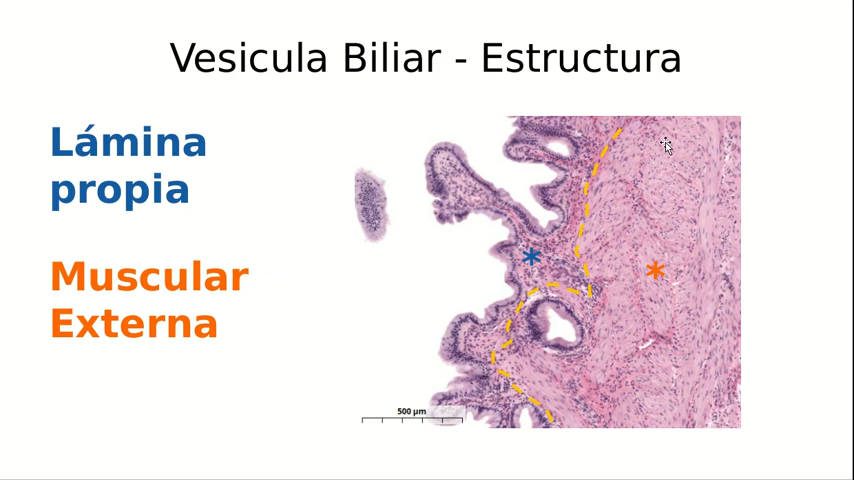 Vesicula Biliar - Estructura
Lámina
propia
Muscular
Externa
*
*
500 µm